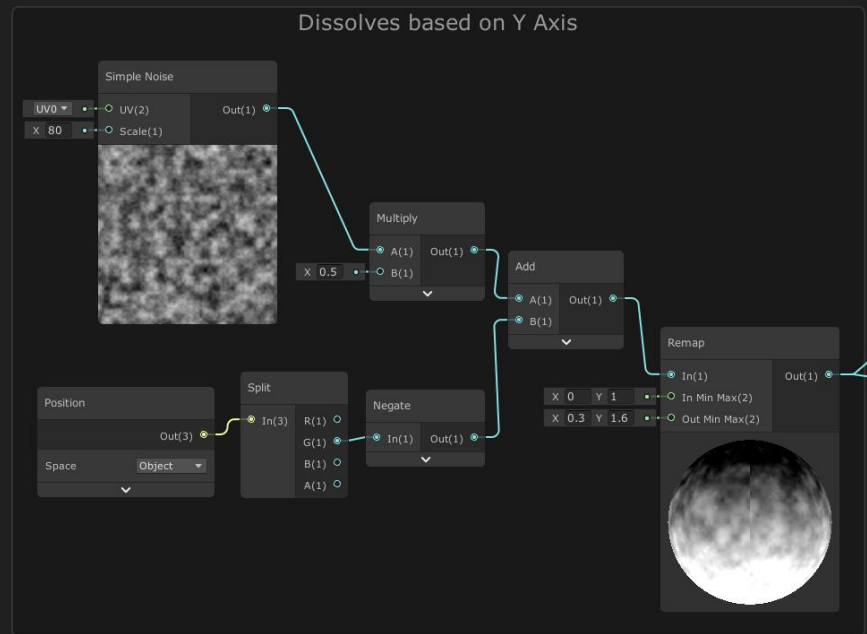 Dissolves based on Y Axis
Simple Noise
UV0
UV(2)
Out(1)
X 80
Scale(1)
Multiply
A(1)
Out(1)
X 0.5
B(1)
Add
A(1)
Out(1)
B(1)
Remap
In(1)
Out(1)
X 0 Y 1
In Min Max(2)
X 0.3 Y 1.6
Out Min Max(2)
Position
Out(3)
Space
Object
Split
In(3)
R(1)
G(1)
B(1)
A(1)
Negate
In(1)
Out(1)